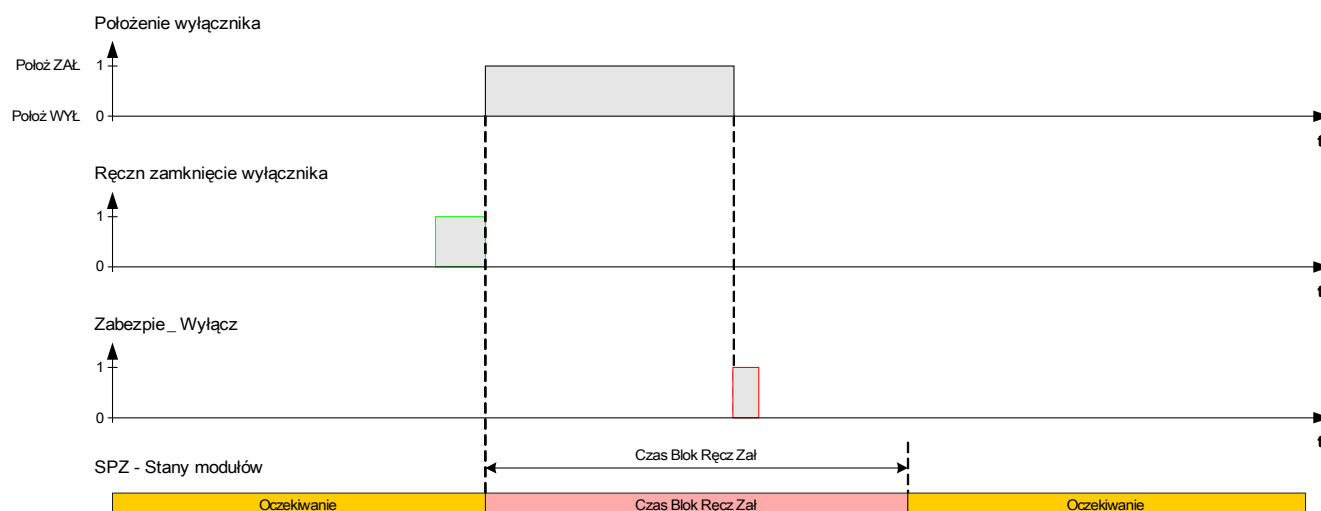 Położenie wyłącznika
Położ ZAŁ 1
Położ WYŁ 0
t
Ręczn zamknięcie wyłącznika
1
0
t
Zabezpie_ Wyłącz
1
0
t
SPZ - Stany modułów
Czas Blok Ręcz Zał
Oczekiwanie Czas Blok Ręcz Zał Oczekiwanie